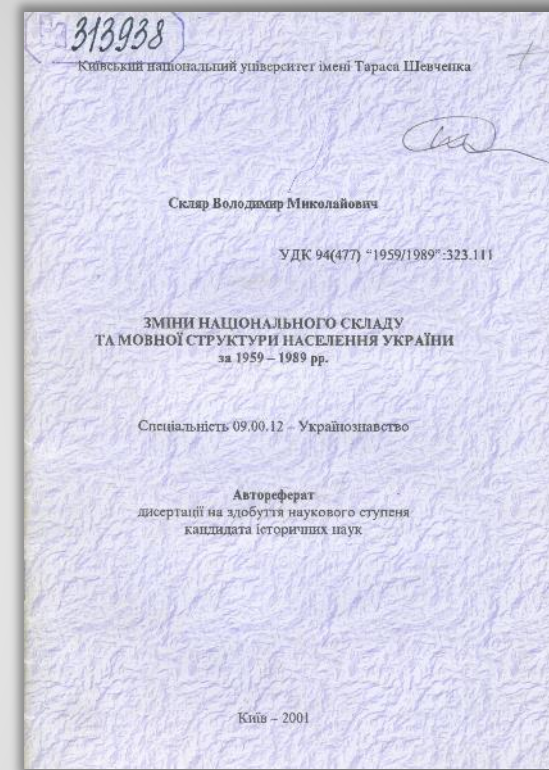 313938
Київський національний університет імені Тараса Шевченка
Скляр Володимир Миколайович
УДК 94(477) “1959/1989”:323.111
ЗМІНИ НАЦІОНАЛЬНОГО СКЛАДУ
ТА МОВНОЇ СТРУКТУРИ НАСЕЛЕННЯ УКРАЇНИ
за 1959 – 1989 рр.
Спеціальність 09.00.12 – Українознавство
Автореферат
дисертації на здобуття наукового ступеня
кандидата історичних наук
Київ – 2001